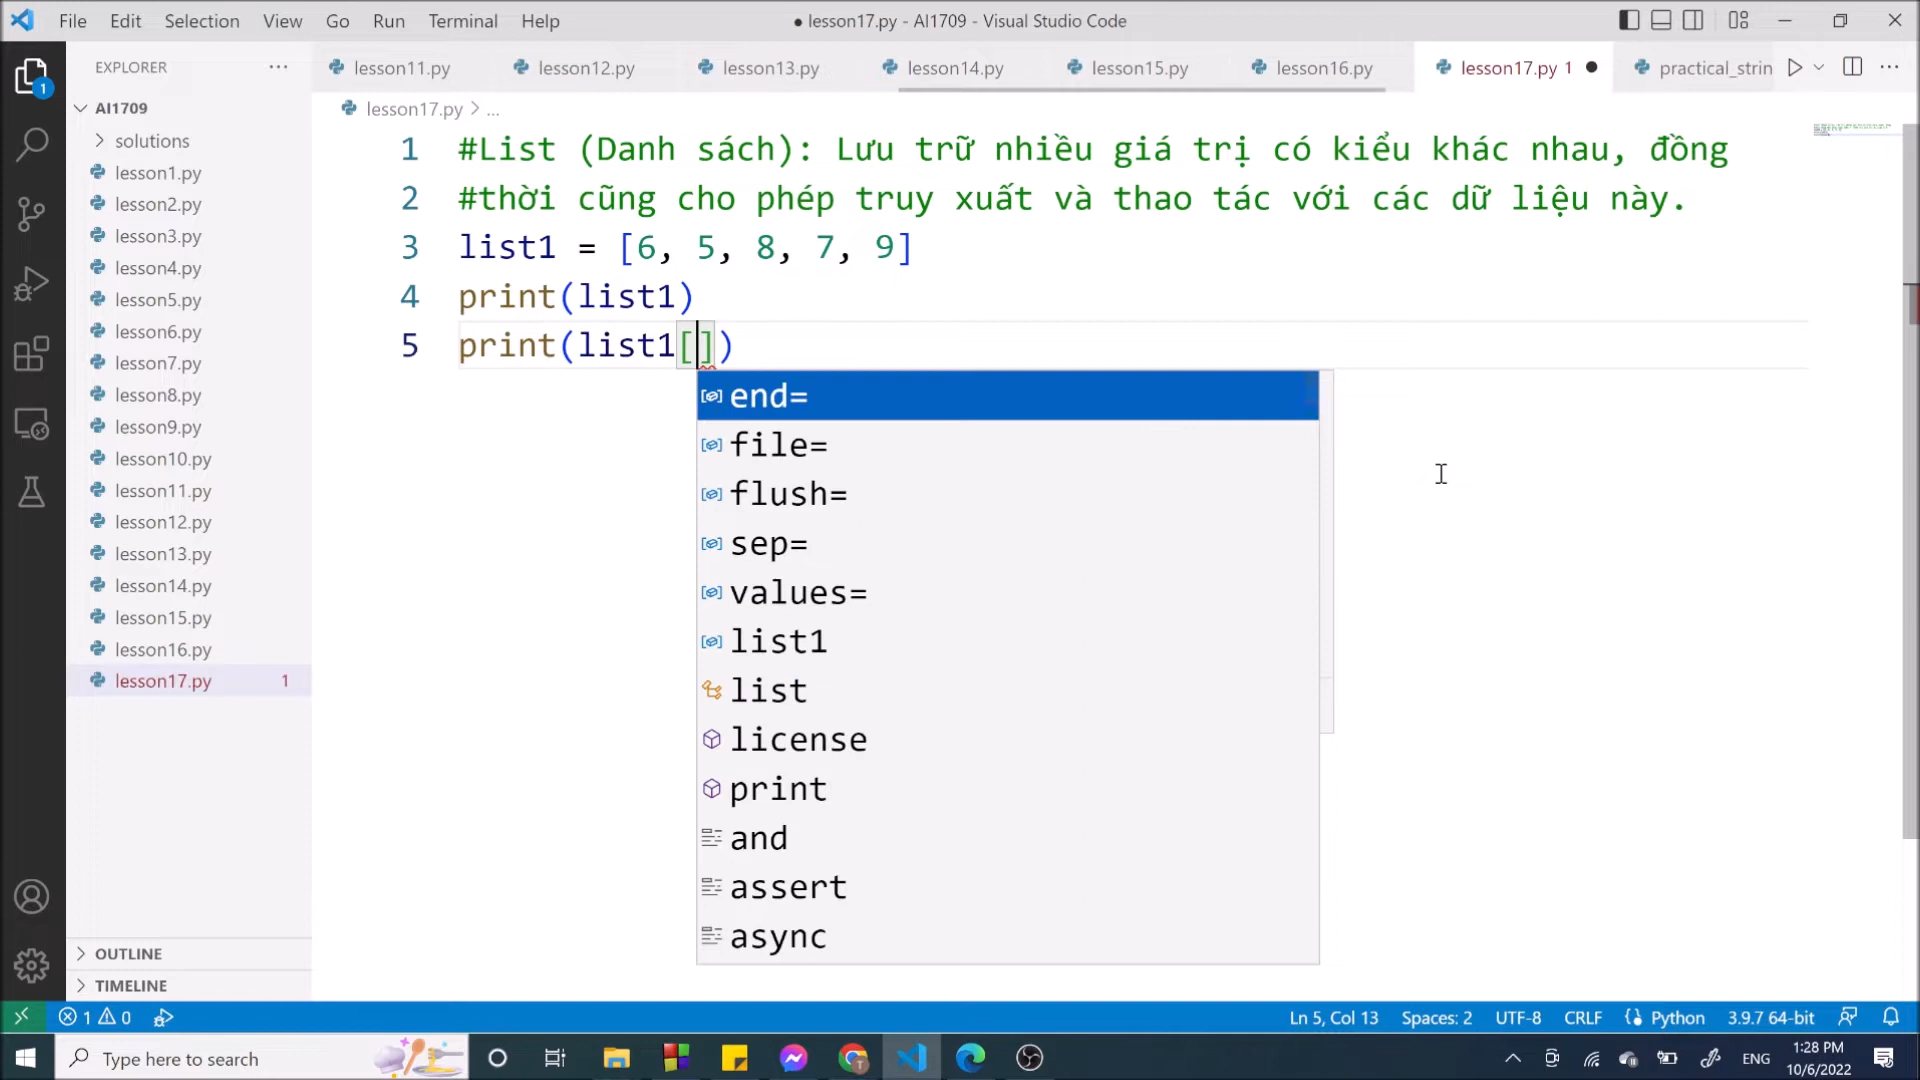 File Edit Selection View Go Run Terminal Help
● lesson17.py - AI1709 - Visual Studio Code
EXPLORER
AI1709
solutions
lesson1.py
lesson2.py
lesson3.py
lesson4.py
lesson5.py
lesson6.py
lesson7.py
lesson8.py
lesson9.py
lesson10.py
lesson11.py
lesson12.py
lesson13.py
lesson14.py
lesson15.py
lesson16.py
lesson17.py 1
OUTLINE
TIMELINE
lesson11.py lesson12.py lesson13.py lesson14.py lesson15.py lesson16.py lesson17.py 1 practical_strin
lesson17.py > ...
1 #List (Danh sách): Lưu trữ nhiều giá trị có kiểu khác nhau, đồng
2 #thời cũng cho phép truy xuất và thao tác với các dữ liệu này.
3 list1 = [6, 5, 8, 7, 9]
4 print(list1)
5 print(list1[])
end=
file=
flush=
sep=
values=
list1
list
license
print
and
assert
async
1
1 0
Ln 5, Col 13 Spaces: 2 UTF-8 CRLF Python 3.9.7 64-bit
Type here to search
ENG
1:28 PM
10/6/2022